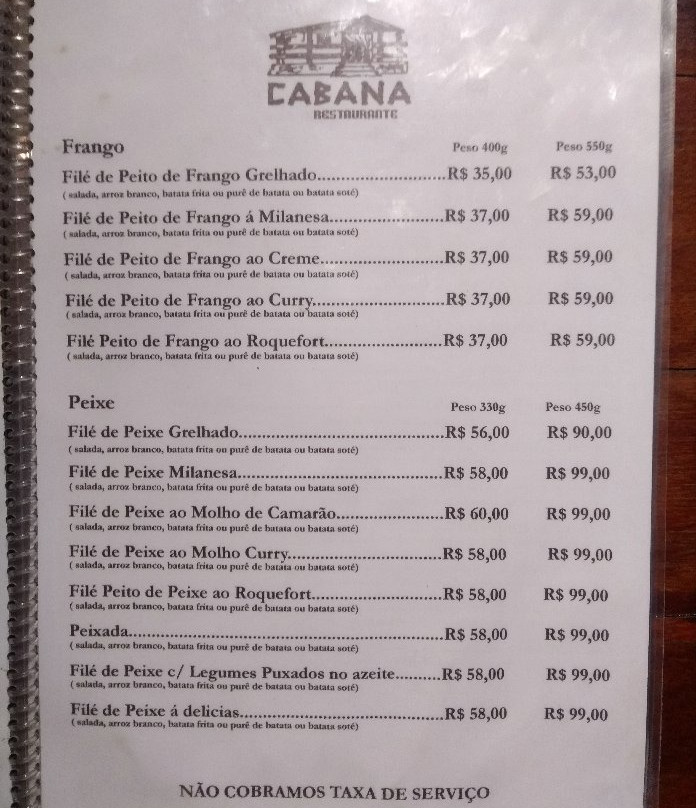 CABANA
RESTAURANTE
Frango Peso 400g Peso 550g
Filé de Peito de Frango Grelhado..............................R$ 35,00 R$ 53,00
( salada, arroz branco, batata frita ou purê de batata ou batata soté)
Filé de Peito de Frango á Milanesa...........................R$ 37,00 R$ 59,00
( salada, arroz branco, batata frita ou purê de batata ou batata soté)
Filé de Peito de Frango ao Creme.......................R$ 37,00 R$ 59,00
( salada, arroz branco, batata frita ou purê de batata ou batata soté)
Filé de Peito de Frango ao Curry..............................R$ 37,00 R$ 59,00
( salada, arroz branco, batata frita ou purê de batata ou batata soté)
Filé Peito de Frango ao Roquefort...........................R$ 37,00 R$ 59,00
( salada, arroz branco, batata frita ou purê de batata ou batata soté)
Peixe Peso 330g Peso 450g
Filé de Peixe Grelhado................................................R$ 56,00 R$ 90,00
( salada, arroz branco, batata frita ou purê de batata ou batata soté)
Filé de Peixe Milanesa................................................R$ 58,00 R$ 99,00
( salada, arroz branco, batata frita ou purê de batata ou batata soté)
Filé de Peixe ao Molho de Camarão.........................R$ 60,00 R$ 99,00
( salada, arroz branco, batata frita ou purê de batata ou batata soté)
Filé de Peixe ao Molho Curry....................................R$ 58,00 R$ 99,00
( salada, arroz branco, batata frita ou purê de batata ou batata soté)
Filé Peito de Peixe ao Roquefort...............................R$ 58,00 R$ 99,00
( salada, arroz branco, batata frita ou purê de batata ou batata soté)
Peixada.........................................................................R$ 58,00 R$ 99,00
( salada, arroz branco, batata frita ou purê de batata ou batata soté)
Filé de Peixe c/ Legumes Puxados no azeite..........R$ 58,00 R$ 99,00
( salada, arroz branco, batata frita ou purê de batata ou batata soté)
Filé de Peixe á delicias................................................R$ 58,00 R$ 99,00
( salada, arroz branco, batata frita ou purê de batata ou batata soté)
NÃO COBRAMOS TAXA DE SERVIÇO